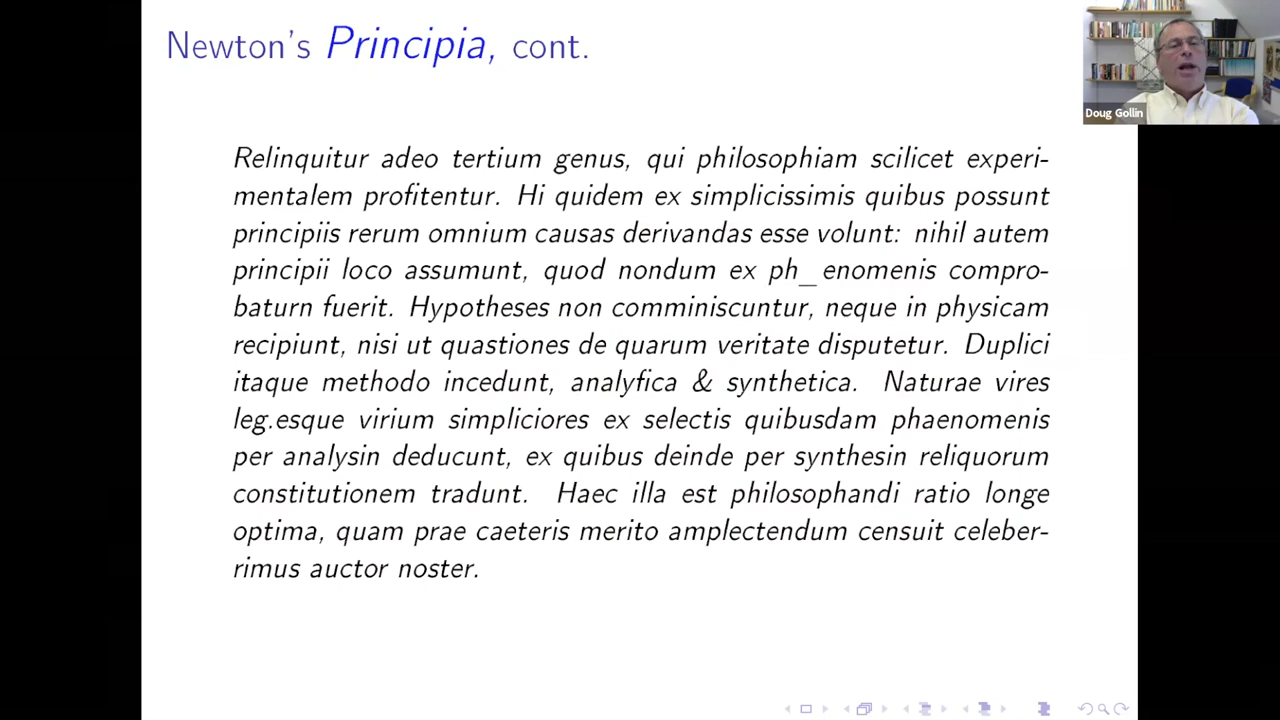 Newton's Principia, cont.
Doug Gollin
Relinquitur adeo tertium genus, qui philosophiam scilicet experi-
mentalem profitentur. Hi quidem ex simplicissimis quibus possunt
principiis rerum omnium causas derivandas esse volunt: nihil autem
principii loco assumunt, quod nondum ex ph_enomenis compro-
baturn fuerit. Hypotheses non comminiscuntur, neque in physicam
recipiunt, nisi ut quastiones de quarum veritate disputetur. Duplici
itaque methodo incedunt, analyfica & synthetica. Naturae vires
leg.esque virium simpliciores ex selectis quibusdam phaenomenis
per analysin deducunt, ex quibus deinde per synthesin reliquorum
constitutionem tradunt. Haec illa est philosophandi ratio longe
optima, quam prae caeteris merito amplectendum censuit celeber-
rimus auctor noster.